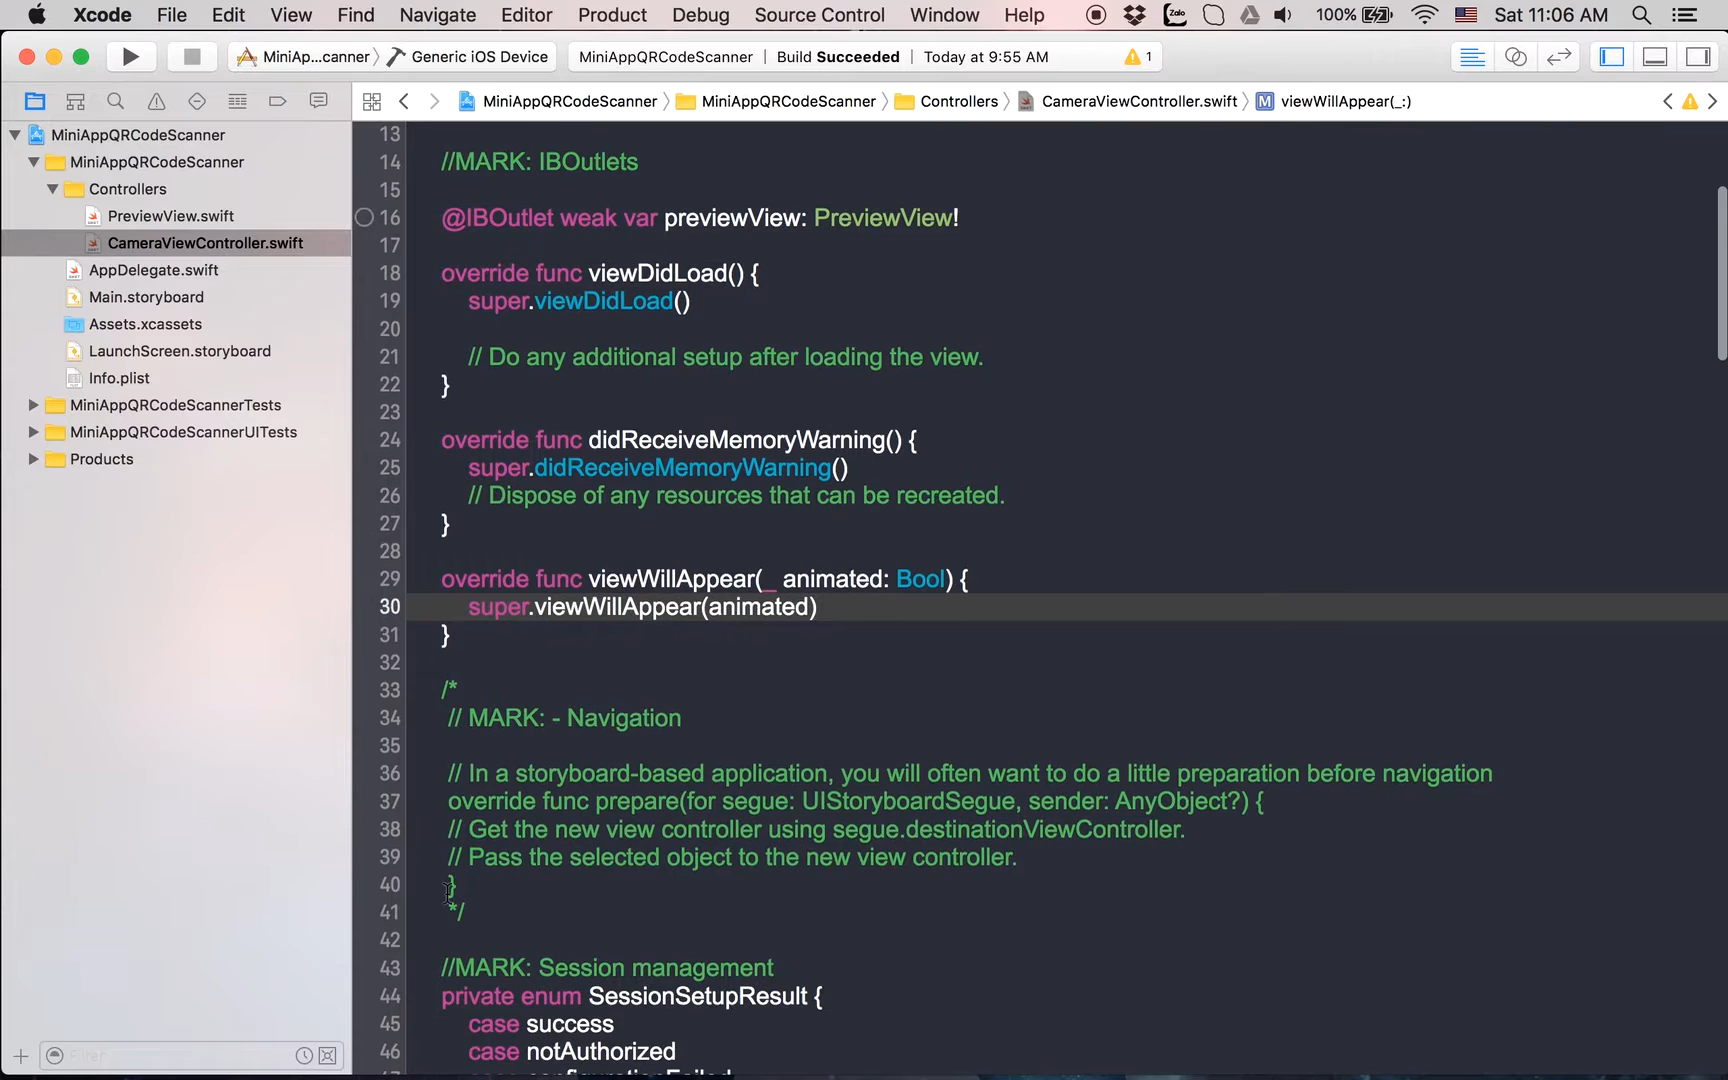 Xcode File Edit View Find Navigate Editor Product Debug Source Control Window Help Zalo 100% Sat 11:06 AM
MiniAp...canner Generic iOS Device MiniAppQRCodeScanner Build Succeeded Today at 9:55 AM 1
MiniAppQRCodeScanner MiniAppQRCodeScanner Controllers CameraViewController.swift M viewWillAppear(_:)
MiniAppQRCodeScanner
MiniAppQRCodeScanner
Controllers
PreviewView.swift
CameraViewController.swift
AppDelegate.swift
Main.storyboard
Assets.xcassets
LaunchScreen.storyboard
Info.plist
MiniAppQRCodeScannerTests
MiniAppQRCodeScannerUITests
Products
Filter
13
14 //MARK: IBOutlets
15
16 @IBOutlet weak var previewView: PreviewView!
17
18 override func viewDidLoad() {
19 super.viewDidLoad()
20
21 // Do any additional setup after loading the view.
22 }
23
24 override func didReceiveMemoryWarning() {
25 super.didReceiveMemoryWarning()
26 // Dispose of any resources that can be recreated.
27 }
28
29 override func viewWillAppear(_ animated: Bool) {
30 super.viewWillAppear(animated)
31 }
32
33 /*
34 // MARK: - Navigation
35
36 // In a storyboard-based application, you will often want to do a little preparation before navigation
37 override func prepare(for segue: UIStoryboardSegue, sender: AnyObject?) {
38 // Get the new view controller using segue.destinationViewController.
39 // Pass the selected object to the new view controller.
40 }
41 */
42
43 //MARK: Session management
44 private enum SessionSetupResult {
45 case success
46 case notAuthorized